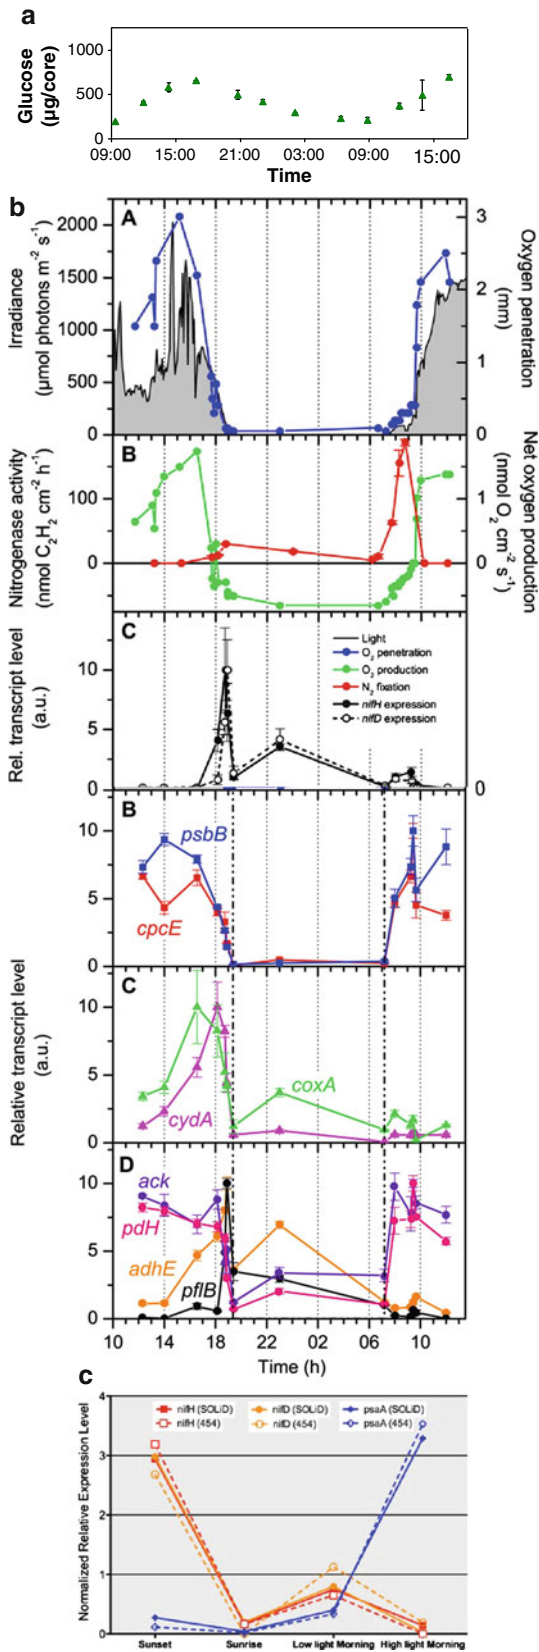 a
Glucose
(µg/core)
1000
500
0
09:00 15:00 21:00 03:00 09:00 15:00
Time
b
A
Irradiance
(µmol photons m⁻² s⁻¹)
2000
1500
1000
500
0
Oxygen penetration
(mm)
3
2
1
0
B
Nitrogenase activity
(nmol C₂H₂ cm⁻² h⁻¹)
100
0
Net oxygen production
(nmol O₂ cm⁻² s⁻¹)
1
0
C
Rel. transcript level
(a.u.)
10
5
0
0
Light
O₂ penetration
O₂ production
N₂ fixation
nifH expression
nifD expression
B
10
5
0
psbB
cpcE
C
Relative transcript level
(a.u.)
10
5
0
coxA
cydA
D
10
5
0
ack
pdH
adhE
pflB
10 14 18 22 02 06 10
Time (h)
c
Normalized Relative Expression Level
4
3
2
1
0
nifH (SOLiD) nifD (SOLiD) psaA (SOLiD)
nifH (454) nifD (454) psaA (454)
Sunset Sunrise Low light Morning High light Morning